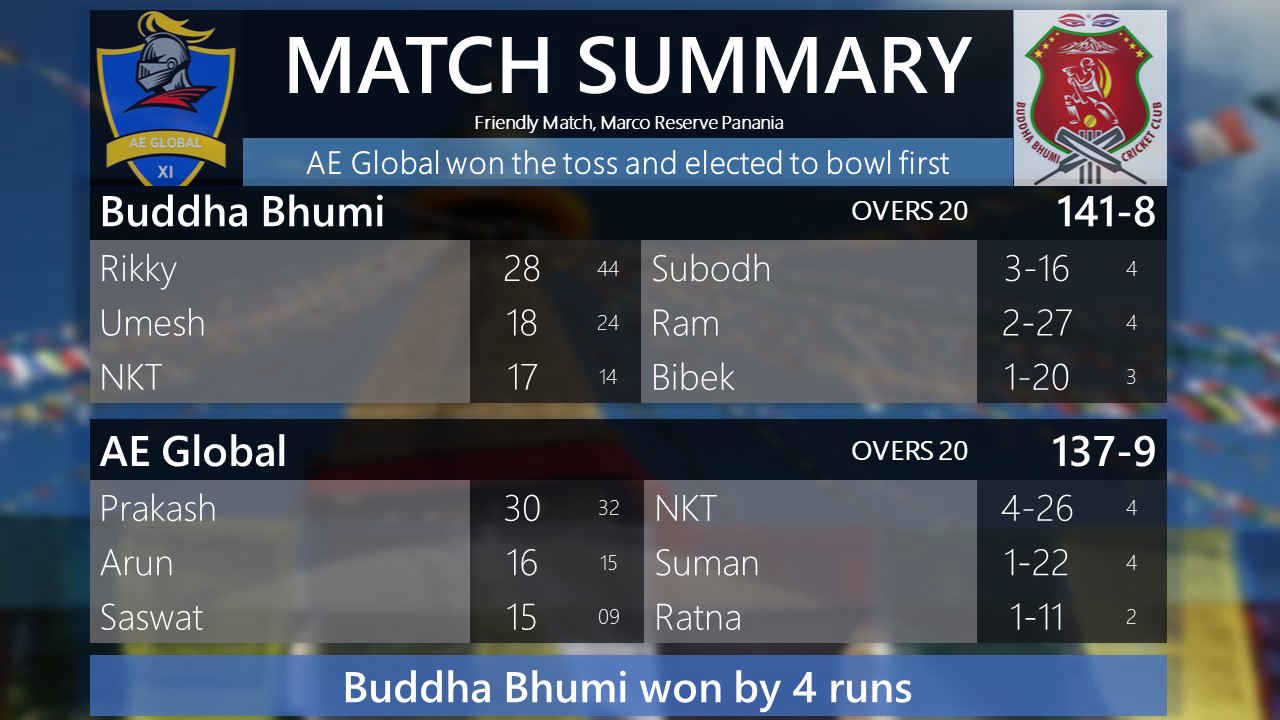 MATCH SUMMARY
Friendly Match, Marco Reserve Panania
AE Global won the toss and elected to bowl first
AE GLOBAL
XI
BUDDHA BHUMI CRICKET CLUB
Buddha Bhumi OVERS 20 141-8
Rikky 28 44 Subodh 3-16 4
Umesh 18 24 Ram 2-27 4
NKT 17 14 Bibek 1-20 3
AE Global OVERS 20 137-9
Prakash 30 32 NKT 4-26 4
Arun 16 15 Suman 1-22 4
Saswat 15 09 Ratna 1-11 2
Buddha Bhumi won by 4 runs